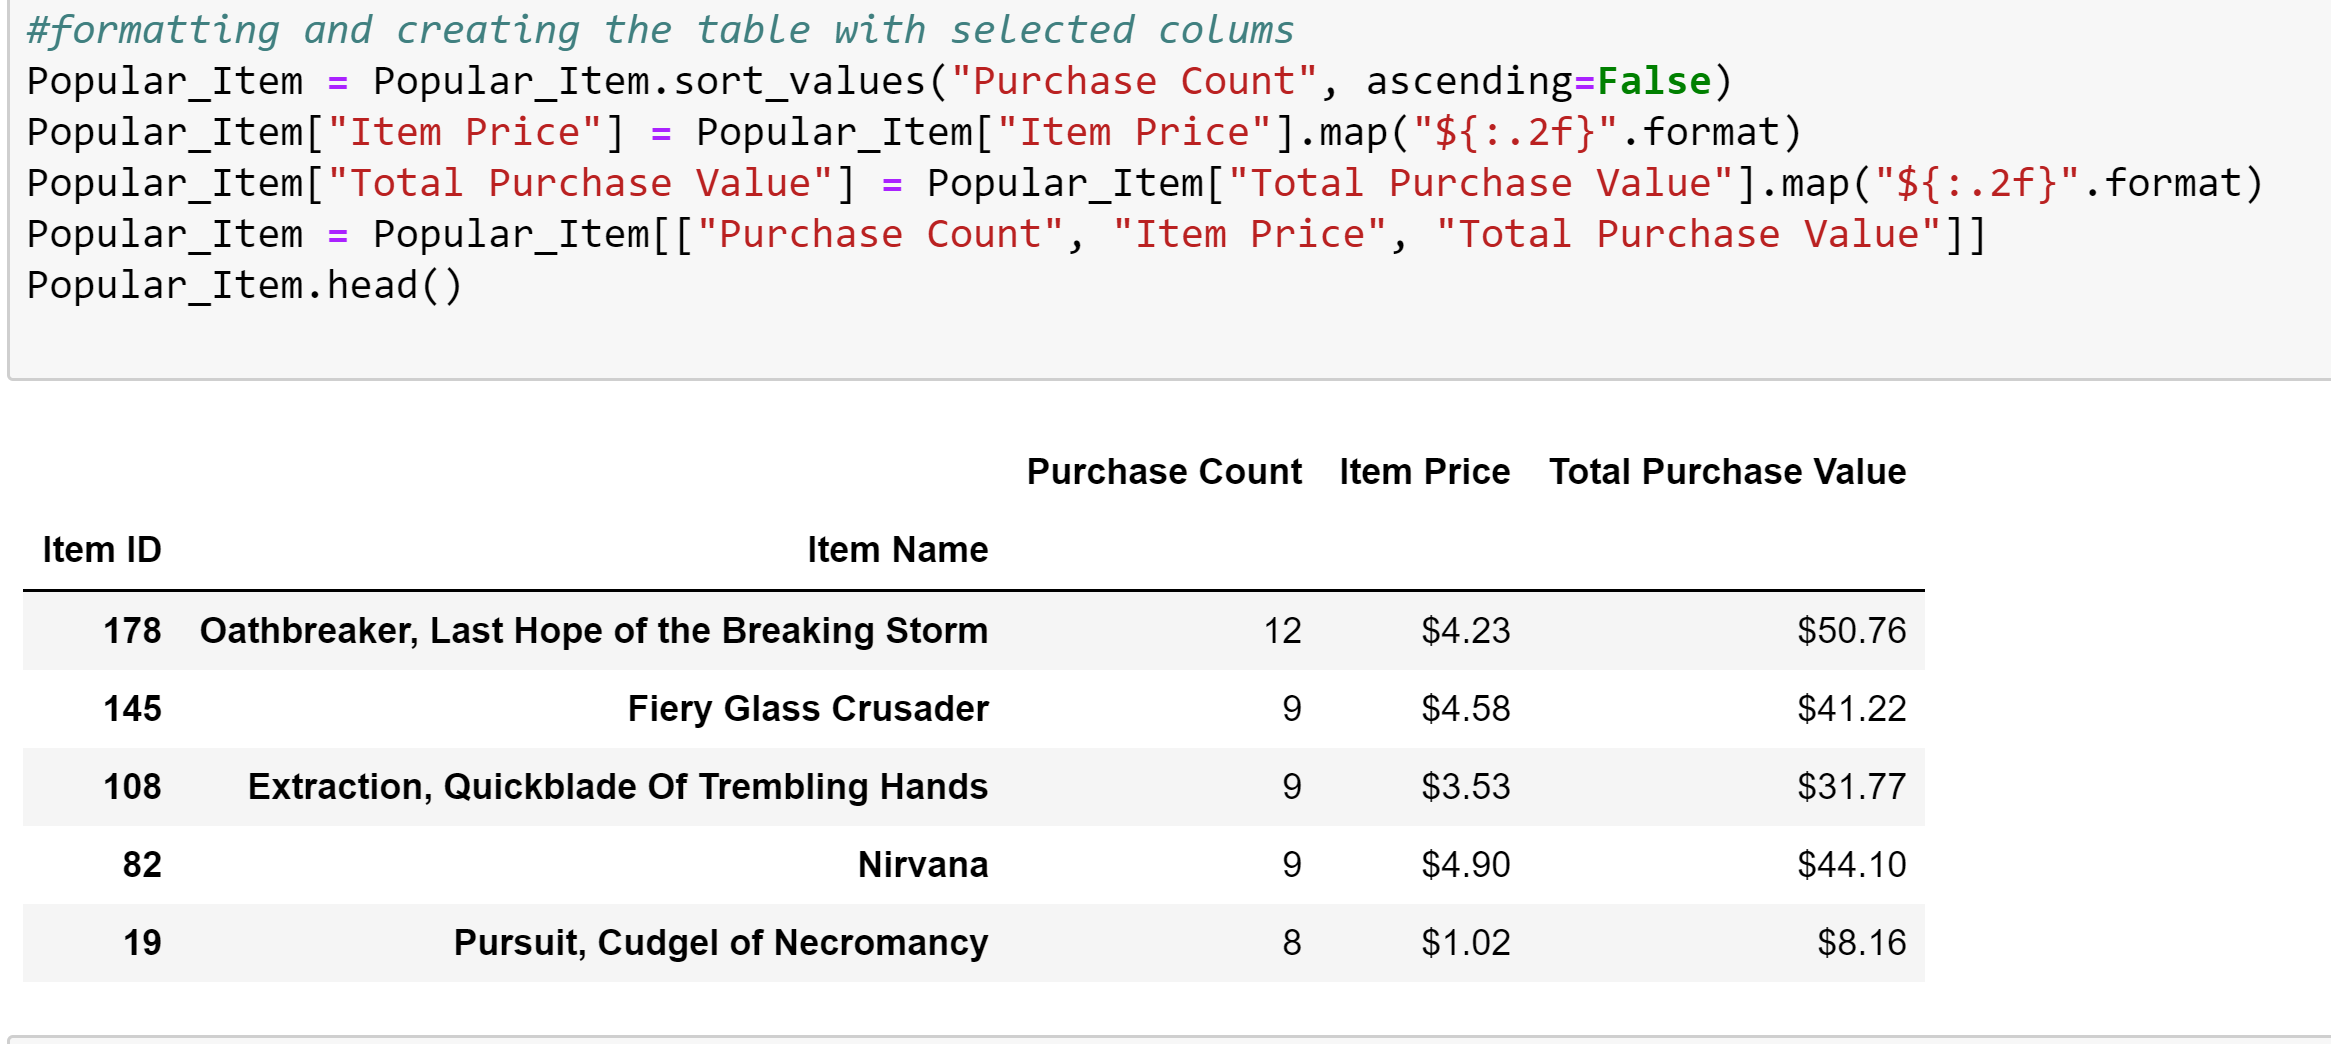 #formatting and creating the table with selected colums
Popular_Item = Popular_Item.sort_values("Purchase Count", ascending=False)
Popular_Item["Item Price"] = Popular_Item["Item Price"].map("${:.2f}".format)
Popular_Item["Total Purchase Value"] = Popular_Item["Total Purchase Value"].map("${:.2f}".format)
Popular_Item = Popular_Item[["Purchase Count", "Item Price", "Total Purchase Value"]]
Popular_Item.head()
Purchase Count Item Price Total Purchase Value
Item ID Item Name
178 Oathbreaker, Last Hope of the Breaking Storm 12 $4.23 $50.76
145 Fiery Glass Crusader 9 $4.58 $41.22
108 Extraction, Quickblade Of Trembling Hands 9 $3.53 $31.77
82 Nirvana 9 $4.90 $44.10
19 Pursuit, Cudgel of Necromancy 8 $1.02 $8.16